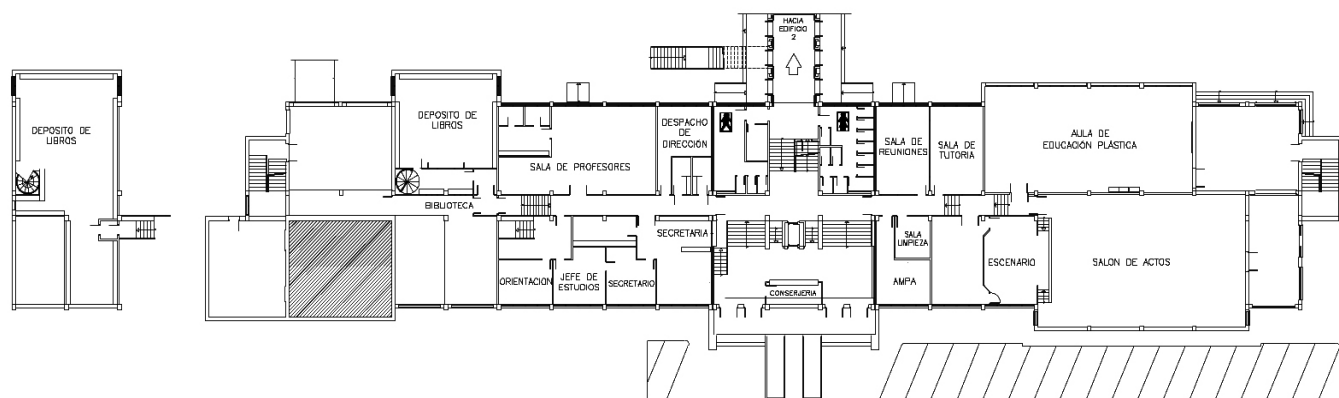 HACIA
EDIFICIO
2
DEPOSITO DE
LIBROS
DEPOSITO DE
LIBROS
SALA DE PROFESORES
DESPACHO
DE
DIRECCIÓN
SALA DE
REUNIONES
SALA DE
TUTORIA
AULA DE
EDUCACIÓN PLÁSTICA
BIBLIOTECA
SECRETARIA
ORIENTACION
JEFE DE
ESTUDIOS
SECRETARIO
CONSERJERIA
SALA
LIMPIEZA
AMPA
ESCENARIO
SALON DE ACTOS